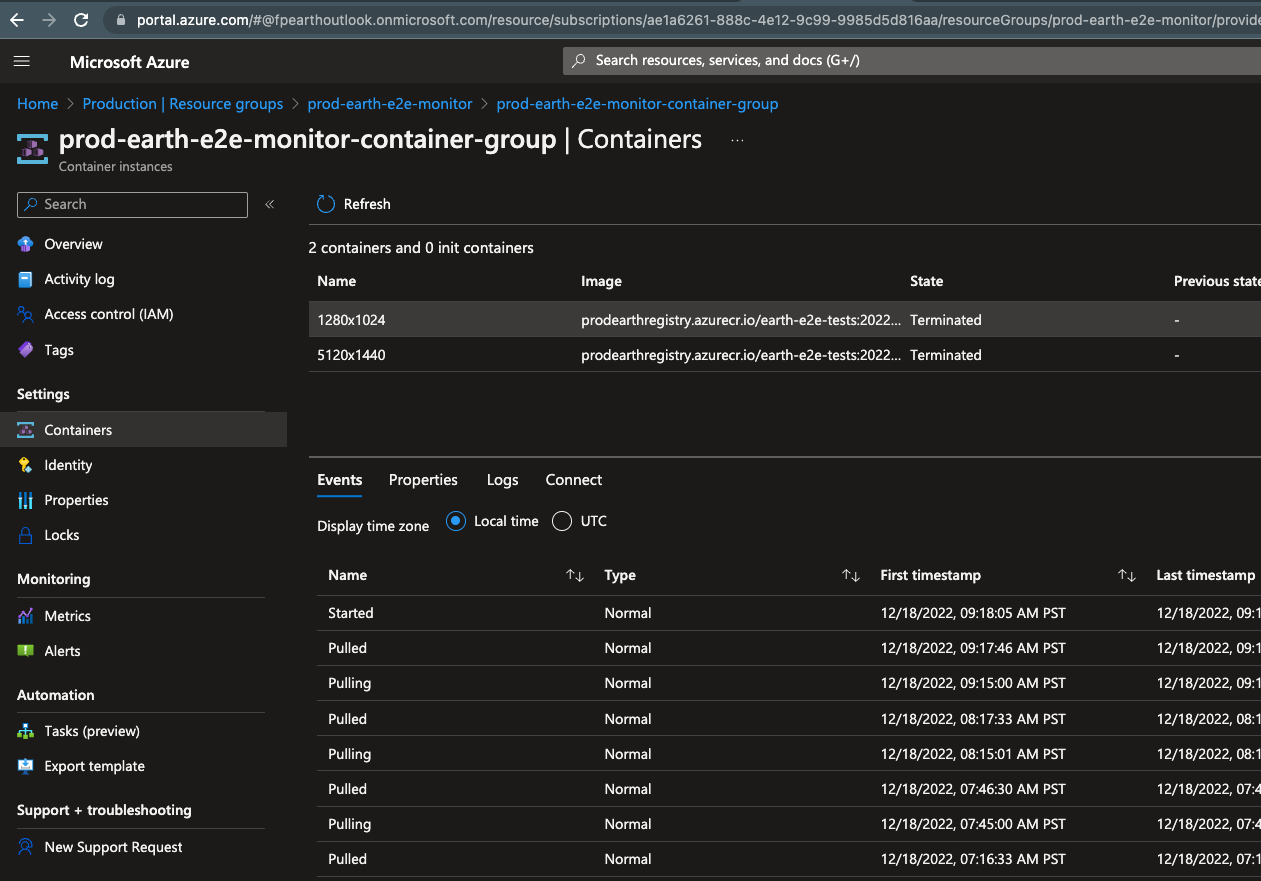 portal.azure.com/#@fpearthoutlook.onmicrosoft.com/resource/subscriptions/ae1a6261-888c-4e12-9c99-9985d5d816aa/resourceGroups/prod-earth-e2e-monitor/provide
Microsoft Azure
Search resources, services, and docs (G+/)
Home > Production | Resource groups > prod-earth-e2e-monitor > prod-earth-e2e-monitor-container-group
prod-earth-e2e-monitor-container-group | Containers ...
Container instances
Search «
Overview
Activity log
Access control (IAM)
Tags
Settings
Containers
Identity
Properties
Locks
Monitoring
Metrics
Alerts
Automation
Tasks (preview)
Export template
Support + troubleshooting
New Support Request
Refresh
2 containers and 0 init containers
Name Image State Previous state
1280x1024 prodearthregistry.azurecr.io/earth-e2e-tests:2022... Terminated -
5120x1440 prodearthregistry.azurecr.io/earth-e2e-tests:2022... Terminated -
Events Properties Logs Connect
Display time zone Local time UTC
Name Type First timestamp Last timestamp
Started Normal 12/18/2022, 09:18:05 AM PST 12/18/2022, 09:1
Pulled Normal 12/18/2022, 09:17:46 AM PST 12/18/2022, 09:1
Pulling Normal 12/18/2022, 09:15:00 AM PST 12/18/2022, 09:1
Pulled Normal 12/18/2022, 08:17:33 AM PST 12/18/2022, 08:1
Pulling Normal 12/18/2022, 08:15:01 AM PST 12/18/2022, 08:1
Pulled Normal 12/18/2022, 07:46:30 AM PST 12/18/2022, 07:4
Pulling Normal 12/18/2022, 07:45:00 AM PST 12/18/2022, 07:4
Pulled Normal 12/18/2022, 07:16:33 AM PST 12/18/2022, 07:1